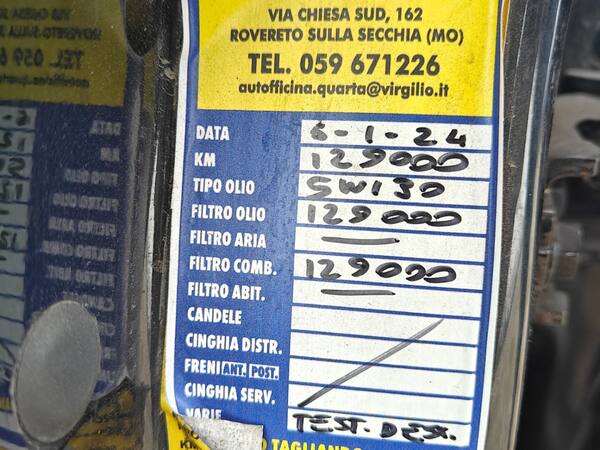 VIA CHIESA SUD, 162
ROVERETO SULLA SECCHIA (MO)
TEL. 059 671226
autofficina.quarta@virgilio.it
DATA 6-1-24
KM 129000
TIPO OLIO 5W130
FILTRO OLIO 129000
FILTRO ARIA —
FILTRO COMB. 129000
FILTRO ABIT. —
CANDELE
CINGHIA DISTR.
FRENI ANT. POST.
CINGHIA SERV.
VARIE TEST. DEX.
TAGLIANDO